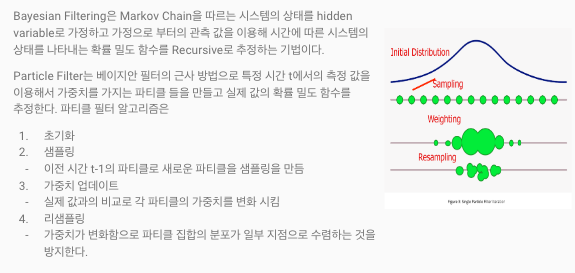 Bayesian Filtering은 Markov Chain을 따르는 시스템의 상태를 hidden
variable로 가정하고 가정으로 부터의 관측 값을 이용해 시간에 따른 시스템의
상태를 나타내는 확률 밀도 함수를 Recursive로 추정하는 기법이다.
Particle Filter는 베이지안 필터의 근사 방법으로 특정 시간 t에서의 측정 값을
이용해서 가중치를 가지는 파티클 들을 만들고 실제 값의 확률 밀도 함수를
추정한다. 파티클 필터 알고리즘은
1. 초기화
2. 샘플링
- 이전 시간 t-1의 파티클로 새로운 파티클을 샘플링을 만듬
3. 가중치 업데이트
- 실제 값과의 비교로 각 파티클의 가중치를 변화 시킴
4. 리샘플링
- 가중치가 변화함으로 파티클 집합의 분포가 일부 지점으로 수렴하는 것을
방지한다.
Initial Distribution
Sampling
Weighting
Resampling
Single Particle Filter Iteration